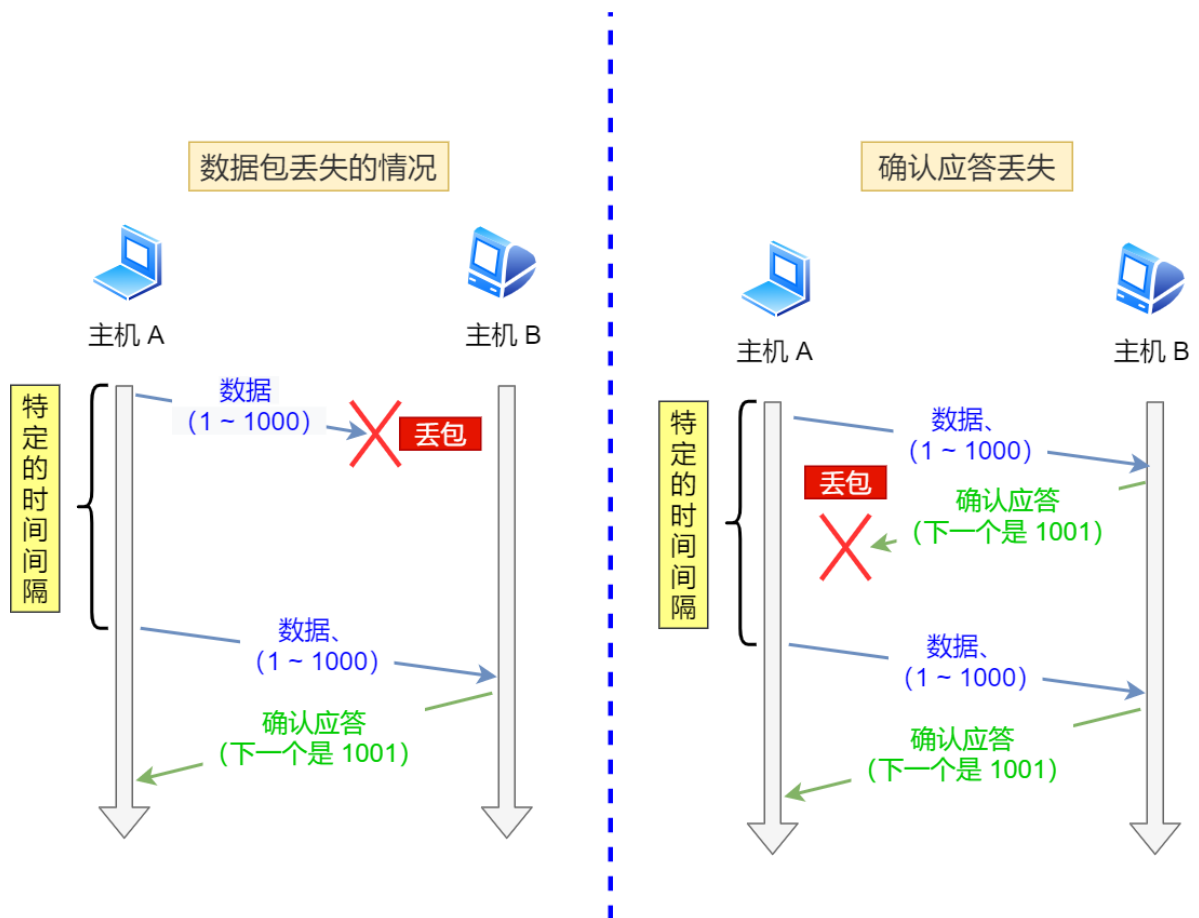 数据包丢失的情况
主机 A
主机 B
特定的时间间隔
数据
(1 ~ 1000)
丢包
数据、
(1 ~ 1000)
确认应答
(下一个是 1001)
确认应答丢失
主机 A
主机 B
特定的时间间隔
数据、
(1 ~ 1000)
丢包
确认应答
(下一个是 1001)
数据、
(1 ~ 1000)
确认应答
(下一个是 1001)